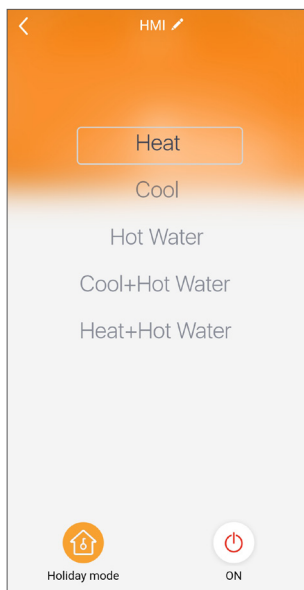 HMI
Heat
Cool
Hot Water
Cool+Hot Water
Heat+Hot Water
Holiday mode
ON